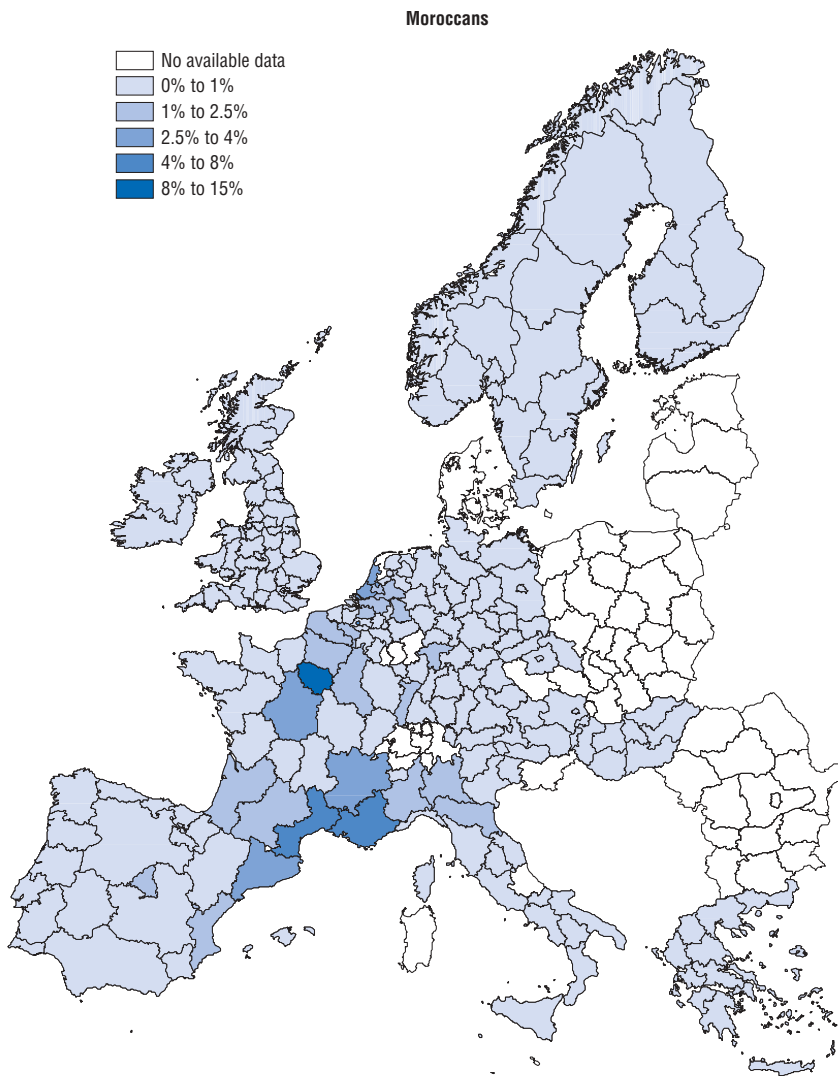 Moroccans
No available data
0% to 1%
1% to 2.5%
2.5% to 4%
4% to 8%
8% to 15%